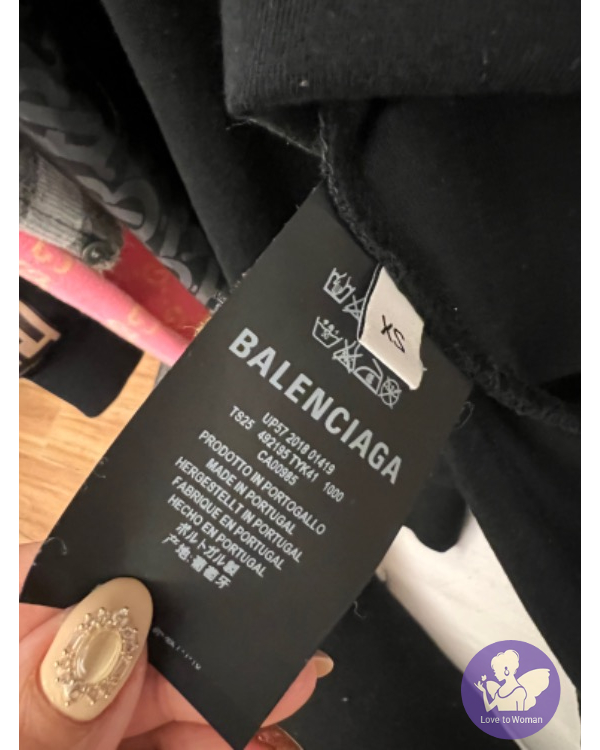 XS
BALENCIAGA
UP57 2018 01419
TS25 492195 TYK41 1000
CA00985
PRODOTTO IN PORTOGALLO
MADE IN PORTUGAL
HERGESTELLT IN PORTUGAL
FABRIQUE EN PORTUGAL
HECHO EN PORTUGAL
ポルトガル製
产地:葡萄牙
Love to Woman